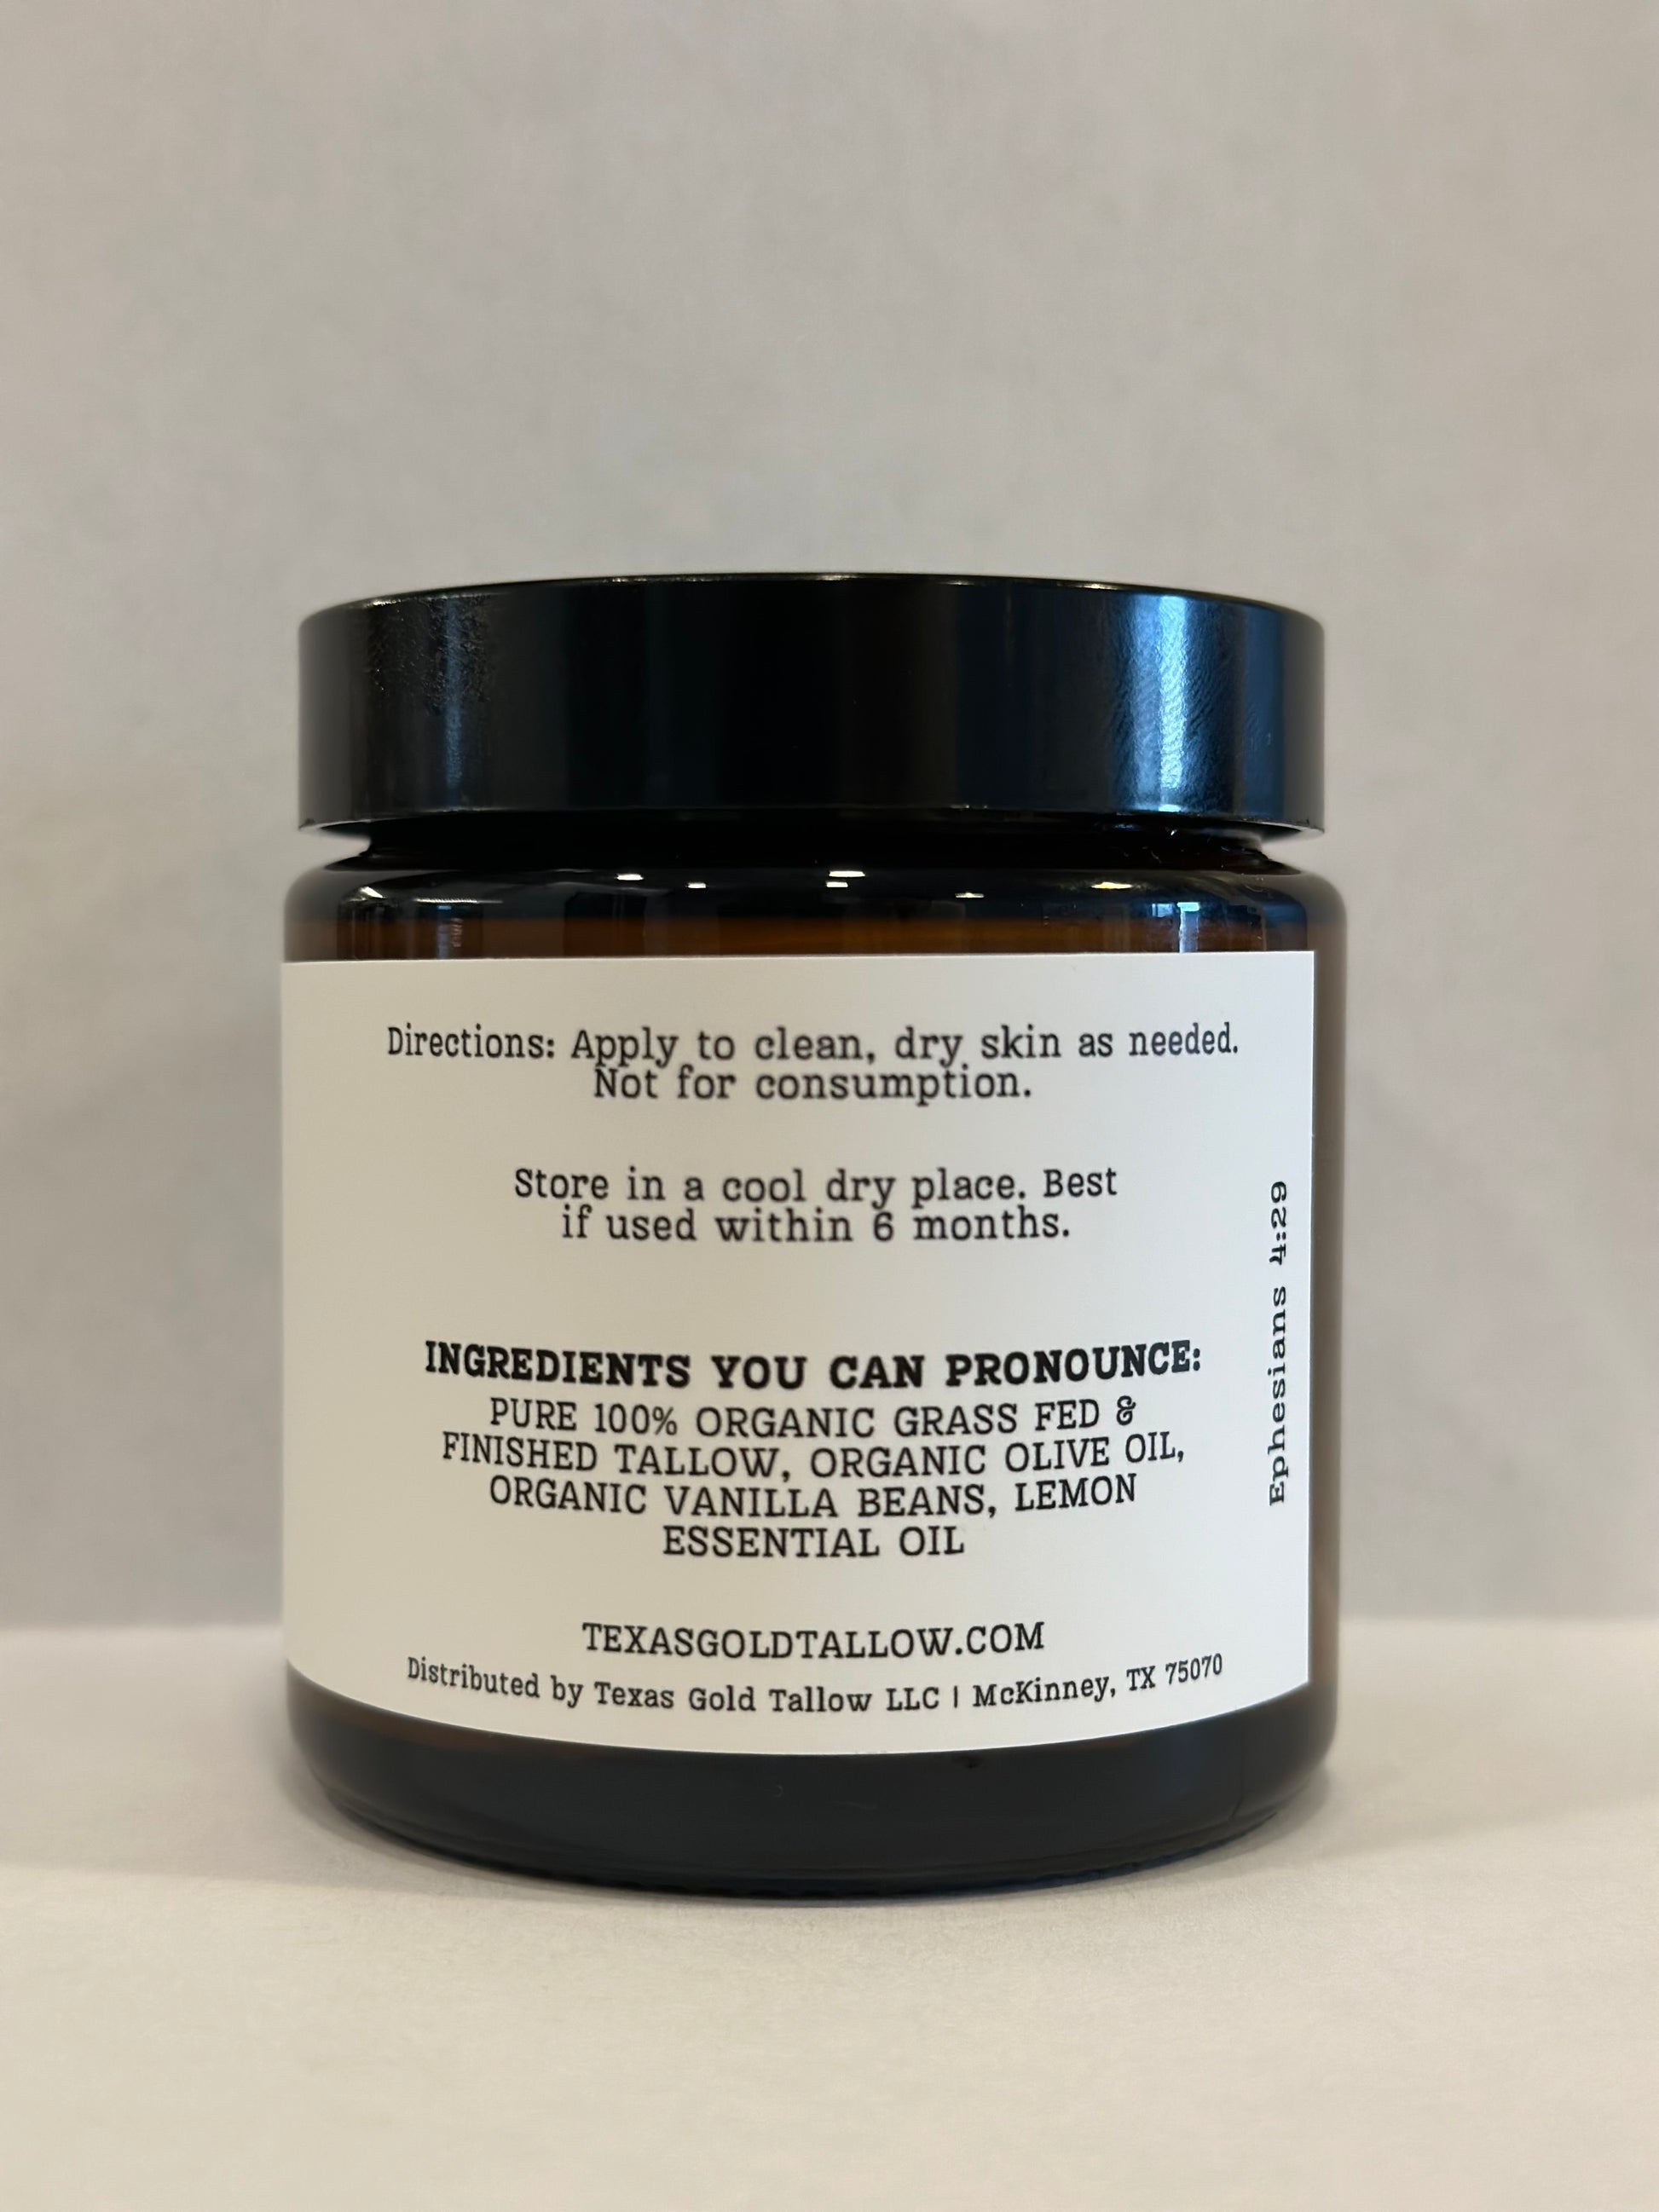 Directions: Apply to clean, dry skin as needed.
Not for consumption.
Store in a cool dry place. Best
if used within 6 months.
INGREDIENTS YOU CAN PRONOUNCE:
PURE 100% ORGANIC GRASS FED &
FINISHED TALLOW, ORGANIC OLIVE OIL,
ORGANIC VANILLA BEANS, LEMON
ESSENTIAL OIL
TEXASGOLDTALLOW.COM
Distributed by Texas Gold Tallow LLC | McKinney, TX 75070
Ephesians 4:29